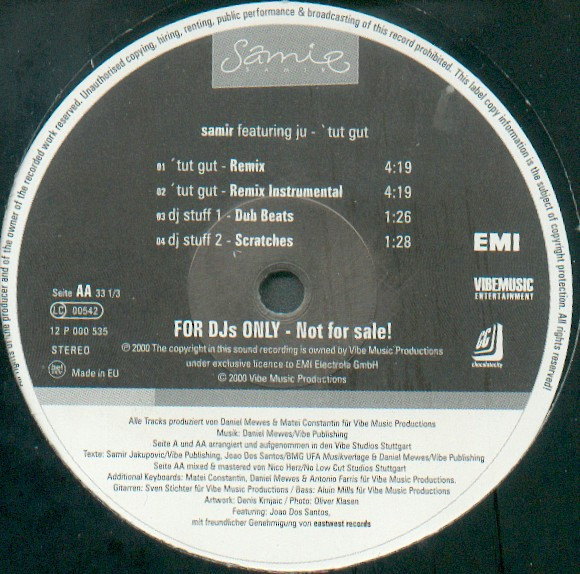 ngings of the producer and of the owner of the recorded work reserved. Unauthorised copying, hiring, renting, public performance & broadcasting of this record prohibited. This label copy information is the subject of copyright protection. All rights reserved!
Samir
SAMIR
samir featuring ju - `tut gut
01 ´tut gut - Remix 4:19
02 ´tut gut - Remix Instrumental 4:19
03 dj stuff 1 - Dub Beats 1:26
04 dj stuff 2 - Scratches 1:28
EMI
VIBEMUSIC
ENTERTAINMENT
Seite AA 33 1/3
LC 00542
12 P 000 535
STEREO
Made in EU
chocolatecity
FOR DJs ONLY - Not for sale!
℗ 2000 The copyright in this sound recording is owned by Vibe Music Productions
under exclusive licence to EMI Electrola GmbH
© 2000 Vibe Music Productions
Alle Tracks produziert von Daniel Mewes & Matei Constantin für Vibe Music Productions
Musik: Daniel Mewes/Vibe Publishing
Seite A und AA arrangiert und aufgenommen in den Vibe Studios Stuttgart
Texte: Samir Jakupovic/Vibe Publishing, Joao Dos Santos/BMG UFA Musikverlage & Daniel Mewes/Vibe Publishing
Seite AA mixed & mastered von Nico Herz/No Low Cut Studios Stuttgart
Additional Keyboards: Matei Constantin, Daniel Mewes & Antonio Farris für Vibe Music Productions.
Gitarren: Sven Stichter für Vibe Music Productions / Bass: Aluin Mills für Vibe Music Productions
Artwork: Denis Krnjaic / Photo: Oliver Klasen
Featuring: Joao Dos Santos,
mit freundlicher Genehmigung von eastwest records